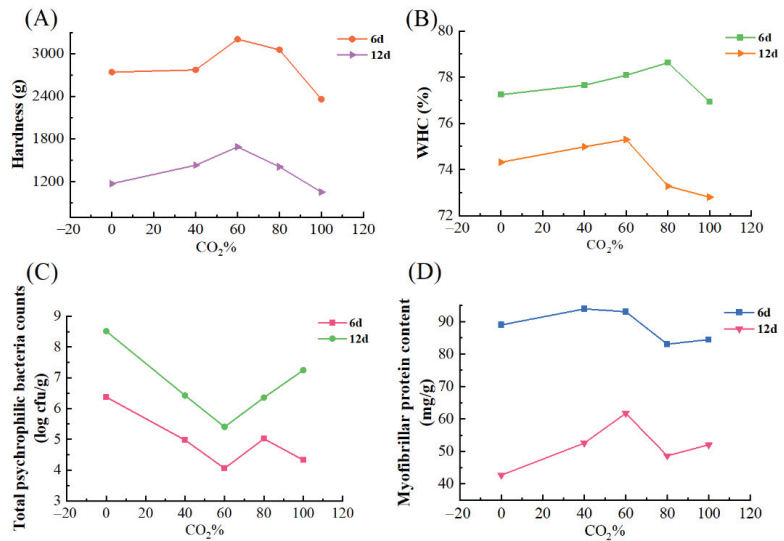 (A)
Hardness (g)
3000
2400
1800
1200
6d
12d
−20 0 20 40 60 80 100 120
CO2%
(B)
WHC (%)
80
78
76
74
72
6d
12d
−20 0 20 40 60 80 100 120
CO2%
(C)
Total psychrophilic bacteria counts
(log cfu/g)
9
8
7
6
5
4
3
6d
12d
−20 0 20 40 60 80 100 120
CO2%
(D)
Myofibrillar protein content
(mg/g)
90
80
70
60
50
40
6d
12d
−20 0 20 40 60 80 100 120
CO2%